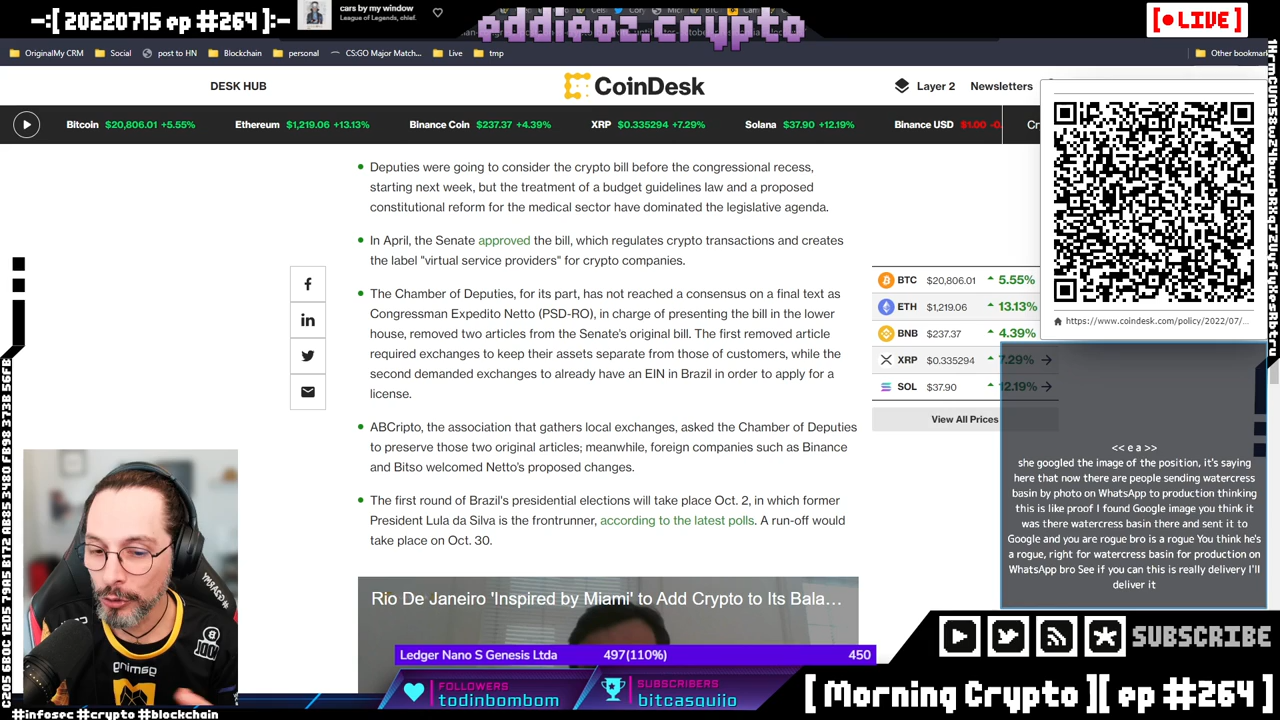 -:[ 20220715 ep #264 ]:-
cars by my window
League of Legends, chief.
eddieoz.crypto
[● LIVE ]
OriginalMy CRM
Social
post to HN
Blockchain
personal
CS:GO Major Match...
Live
tmp
Other bookmar
DESK HUB
CoinDesk
Layer 2
Newsletters
Bitcoin $20,806.01 +5.55%
Ethereum $1,219.06 +13.13%
Binance Coin $237.37 +4.39%
XRP $0.335294 +7.29%
Solana $37.90 +12.19%
Binance USD $1.00 -0.
Cr
Deputies were going to consider the crypto bill before the congressional recess,
starting next week, but the treatment of a budget guidelines law and a proposed
constitutional reform for the medical sector have dominated the legislative agenda.
In April, the Senate approved the bill, which regulates crypto transactions and creates
the label "virtual service providers" for crypto companies.
The Chamber of Deputies, for its part, has not reached a consensus on a final text as
Congressman Expedito Netto (PSD-RO), in charge of presenting the bill in the lower
house, removed two articles from the Senate's original bill. The first removed article
required exchanges to keep their assets separate from those of customers, while the
second demanded exchanges to already have an EIN in Brazil in order to apply for a
license.
ABCripto, the association that gathers local exchanges, asked the Chamber of Deputies
to preserve those two original articles; meanwhile, foreign companies such as Binance
and Bitso welcomed Netto's proposed changes.
The first round of Brazil's presidential elections will take place Oct. 2, in which former
President Lula da Silva is the frontrunner, according to the latest polls. A run-off would
take place on Oct. 30.
Rio De Janeiro 'Inspired by Miami' to Add Crypto to Its Bala...
BTC $20,806.01 5.55%
ETH $1,219.06 13.13%
BNB $237.37 4.39%
XRP $0.335294 7.29%
SOL $37.90 12.19%
View All Prices
https://www.coindesk.com/policy/2022/07/...
<< e a >>
she googled the image of the position, it's saying
here that now there are people sending watercress
basin by photo on WhatsApp to production thinking
this is like proof I found Google image you think it
was there watercress basin there and sent it to
Google and you are rogue bro is a rogue You think he's
a rogue, right for watercress basin for production on
WhatsApp bro See if you can this is really delivery I'll
deliver it
Ledger Nano S Genesis Ltda 497(110%) 450
FOLLOWERS
todinbombom
SUBSCRIBERS
bitcasquijo
SUBSCRIBE
[ Morning Crypto ][ ep #264 ]
#infosec #crypto #blockchain